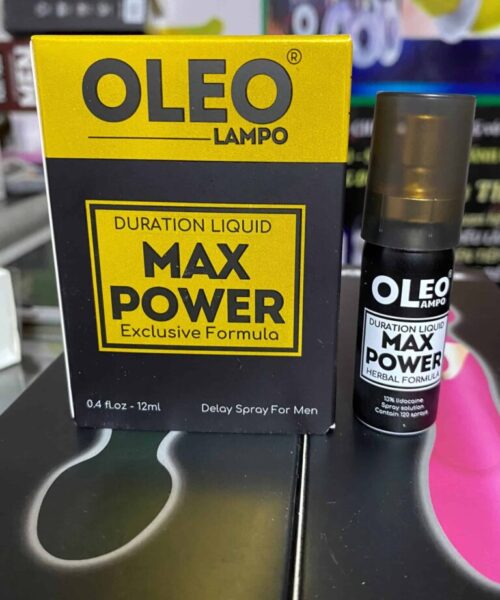 OLEO®
LAMPO
DURATION LIQUID
MAX
POWER
Exclusive Formula
0.4 fl.oz - 12ml
Delay Spray For Men
OLEO®
LAMPO
DURATION LIQUID
MAX
POWER
HERBAL FORMULA
10% lidocaine
Spray solution
Contain 120 sprays